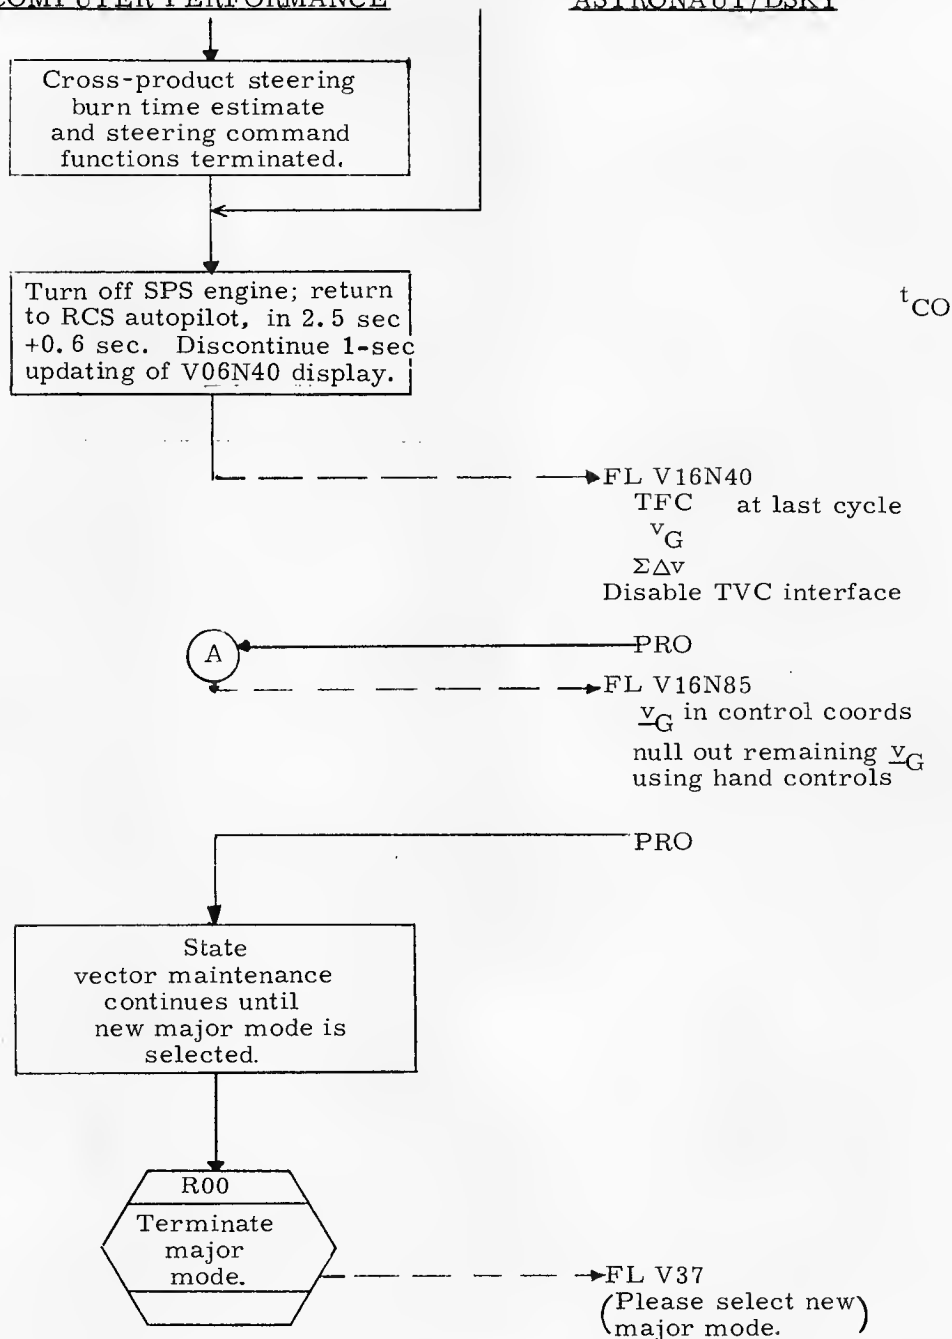 COMPUTER PERFORMANCE
ASTRONAUT/DSKY
Cross-product steering
burn time estimate
and steering command
functions terminated.
Turn off SPS engine; return
to RCS autopilot, in 2.5 sec
+0.6 sec. Discontinue 1-sec
updating of V06N40 display.
tCO
FL V16N40
TFC at last cycle
vG
ΣΔv
Disable TVC interface
PRO
A
FL V16N85
vG in control coords
null out remaining vG
using hand controls
PRO
State
vector maintenance
continues until
new major mode is
selected.
R00
Terminate
major
mode.
FL V37
(Please select new
major mode.)